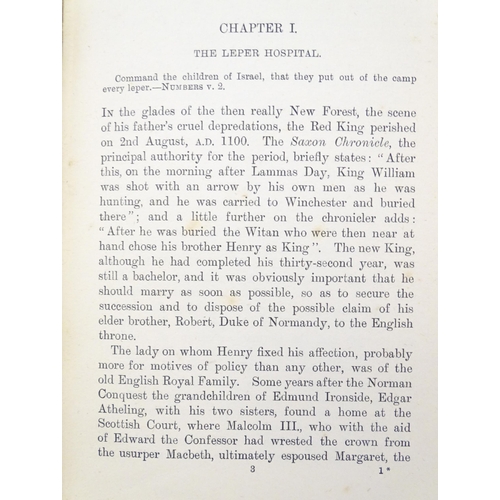 CHAPTER I.
THE LEPER HOSPITAL.
Command the children of Israel, that they put out of the camp
every leper.—NUMBERS v. 2.
IN the glades of the then really New Forest, the scene
of his father's cruel depredations, the Red King perished
on 2nd August, A.D. 1100. The Saxon Chronicle, the
principal authority for the period, briefly states: "After
this, on the morning after Lammas Day, King William
was shot with an arrow by his own men as he was
hunting, and he was carried to Winchester and buried
there"; and a little further on the chronicler adds:
"After he was buried the Witan who were then near at
hand chose his brother Henry as King". The new King,
although he had completed his thirty-second year, was
still a bachelor, and it was obviously important that he
should marry as soon as possible, so as to secure the
succession and to dispose of the possible claim of his
elder brother, Robert, Duke of Normandy, to the English
throne.
The lady on whom Henry fixed his affection, probably
more for motives of policy than any other, was of the
old English Royal Family. Some years after the Norman
Conquest the grandchildren of Edmund Ironside, Edgar
Atheling, with his two sisters, found a home at the
Scottish Court, where Malcolm III., who with the aid
of Edward the Confessor had wrested the crown from
the usurper Macbeth, ultimately espoused Margaret, the
3 1*